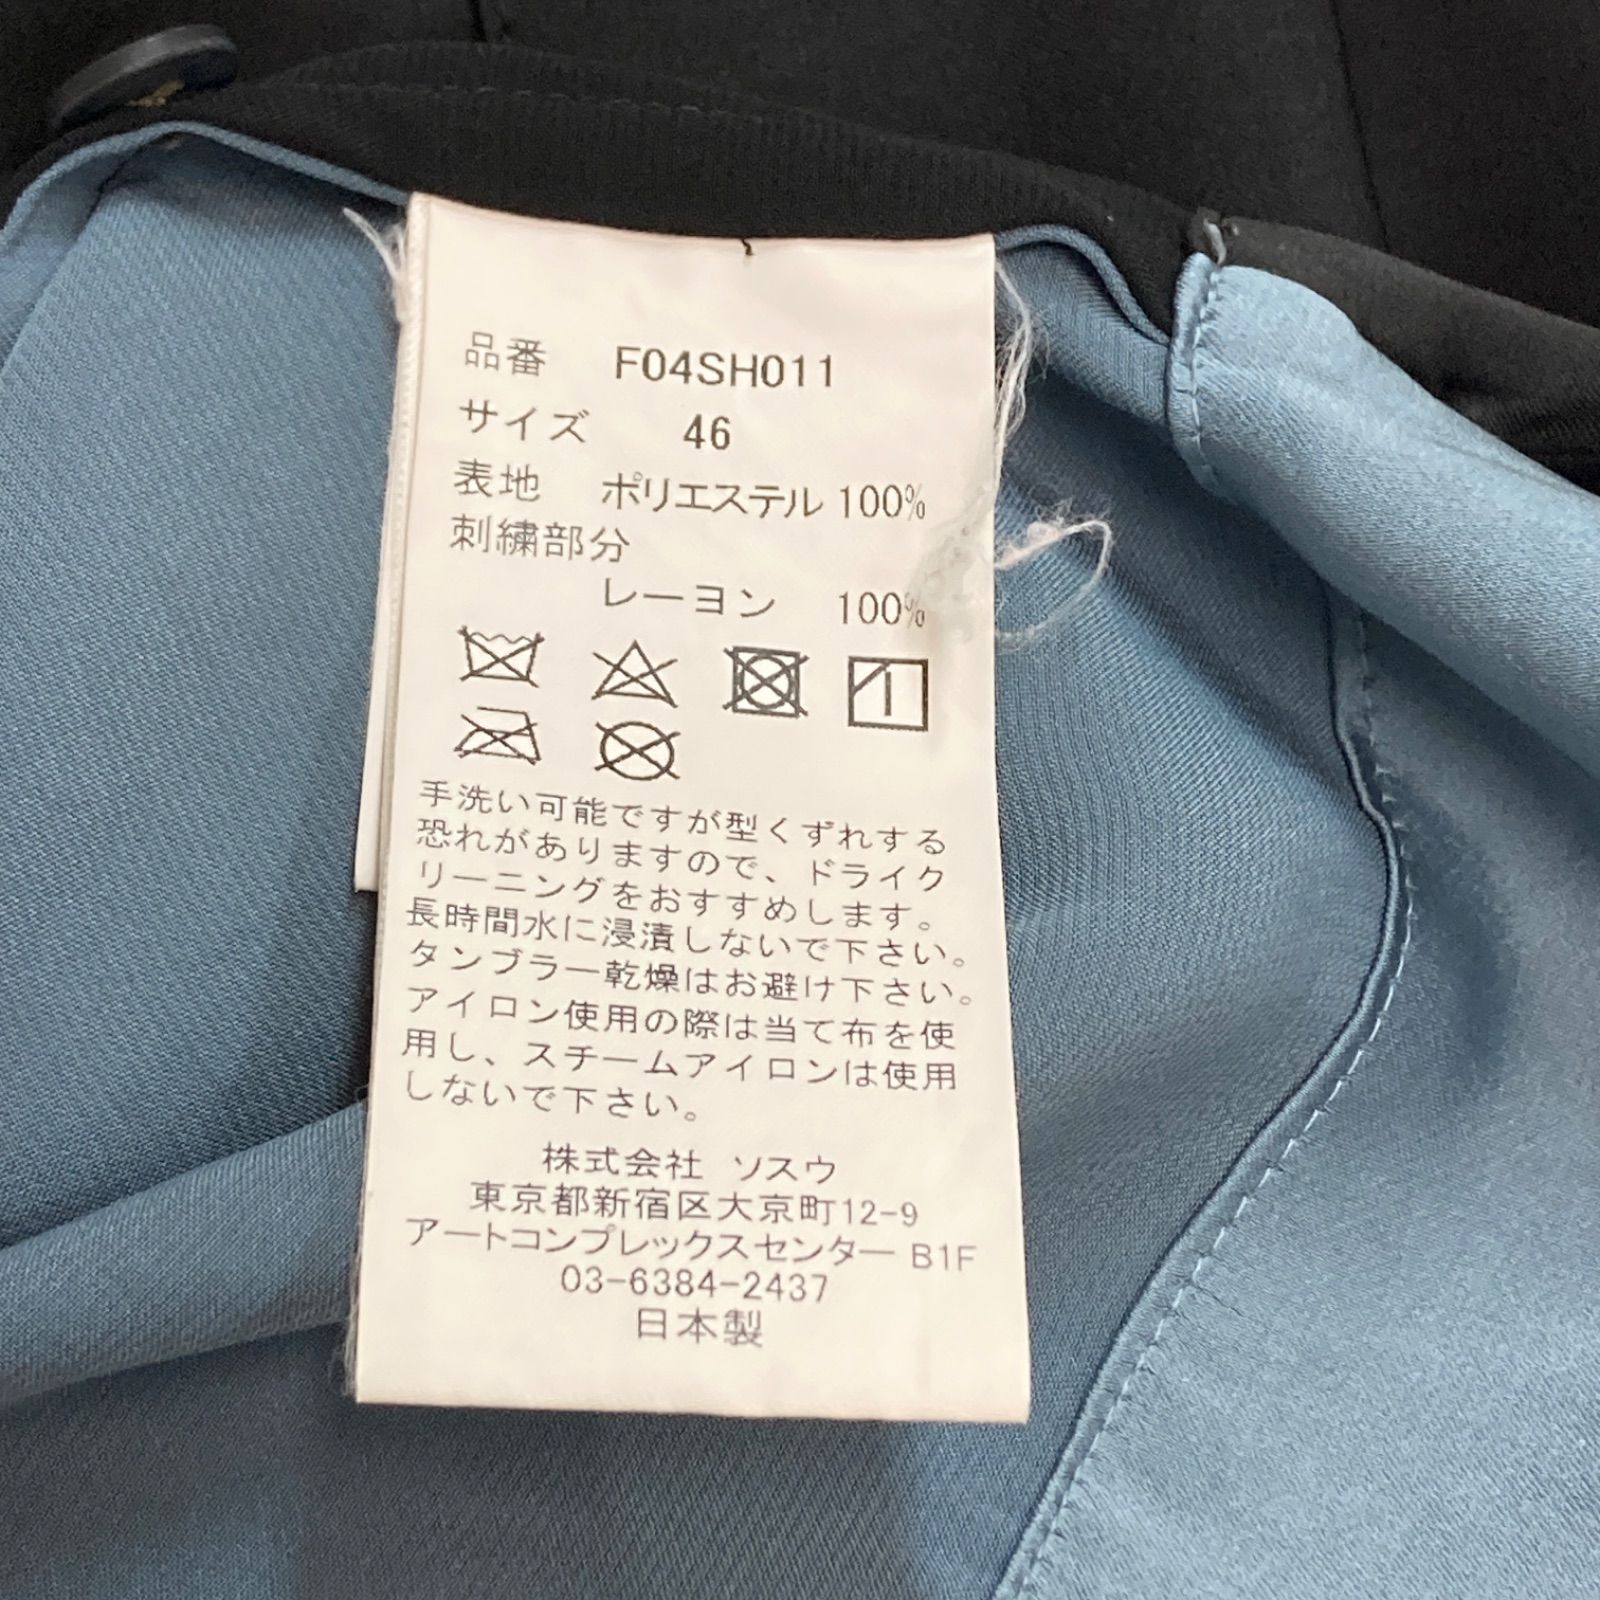 品番 F04SH011
サイズ 46
表地 ポリエステル 100%
刺繍部分
レーヨン 100%
手洗い可能ですが型くずれする
恐れがありますので、ドライク
リーニングをおすすめします。
長時間水に浸漬しないで下さい。
タンブラー乾燥はお避け下さい。
アイロン使用の際は当て布を使
用し、スチームアイロンは使用
しないで下さい。
株式会社 ソスウ
東京都新宿区大京町12-9
アートコンプレックスセンター B1F
03-6384-2437
日本製